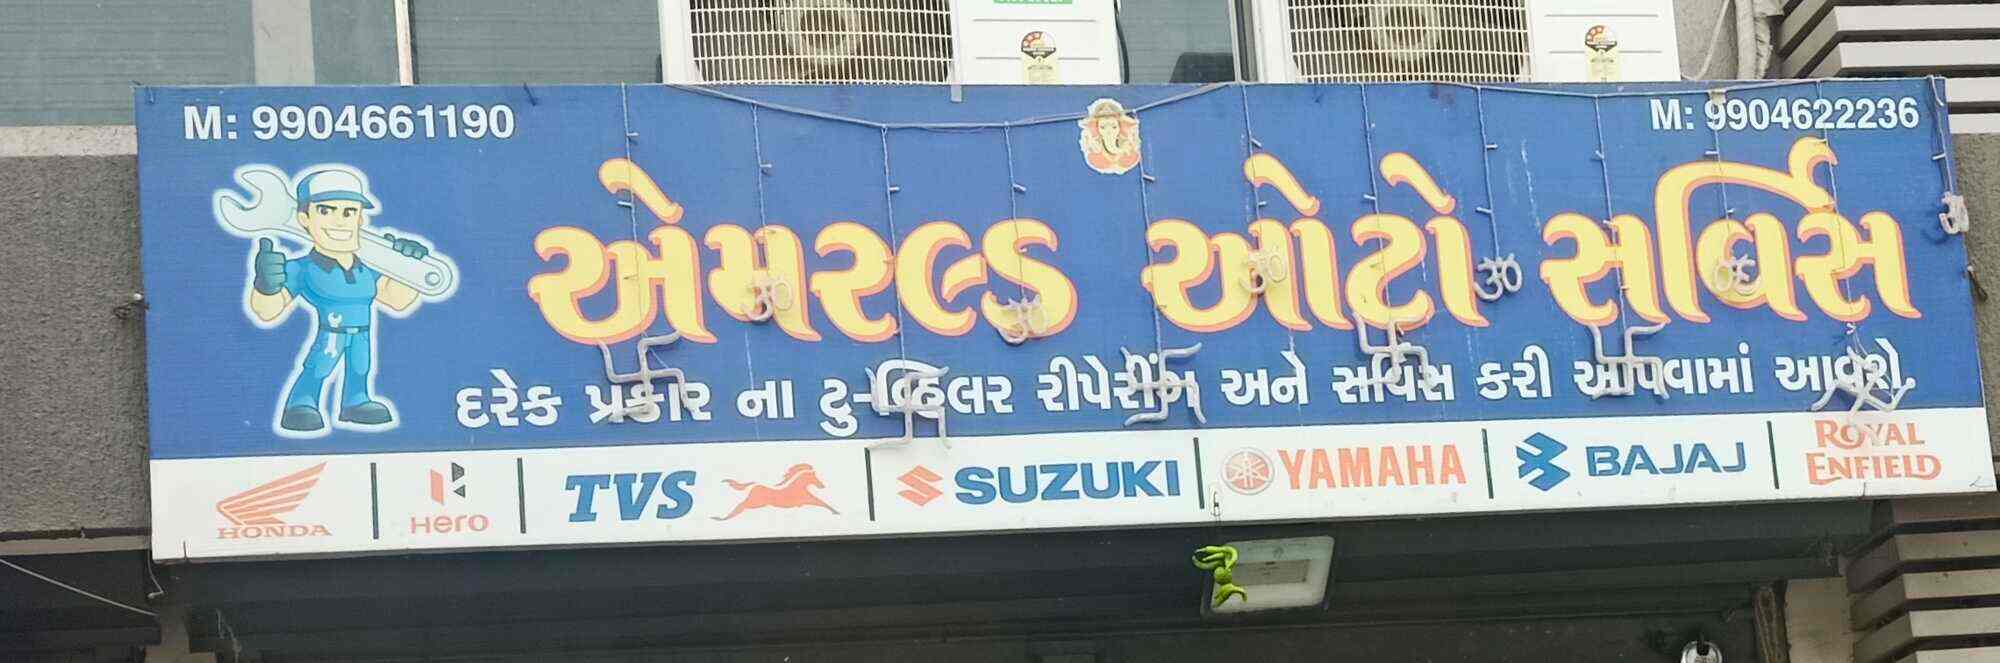 M: 9904661190
M: 9904622236
એમરલ્ડ ઓટો સર્વિસ
દરેક પ્રકાર ના ટુ-વ્હિલર રીપેરીંગ અને સર્વિસ કરી આપવામાં આવશે.
HONDA
Hero
TVS
SUZUKI
YAMAHA
BAJAJ
ROYAL
ENFIELD